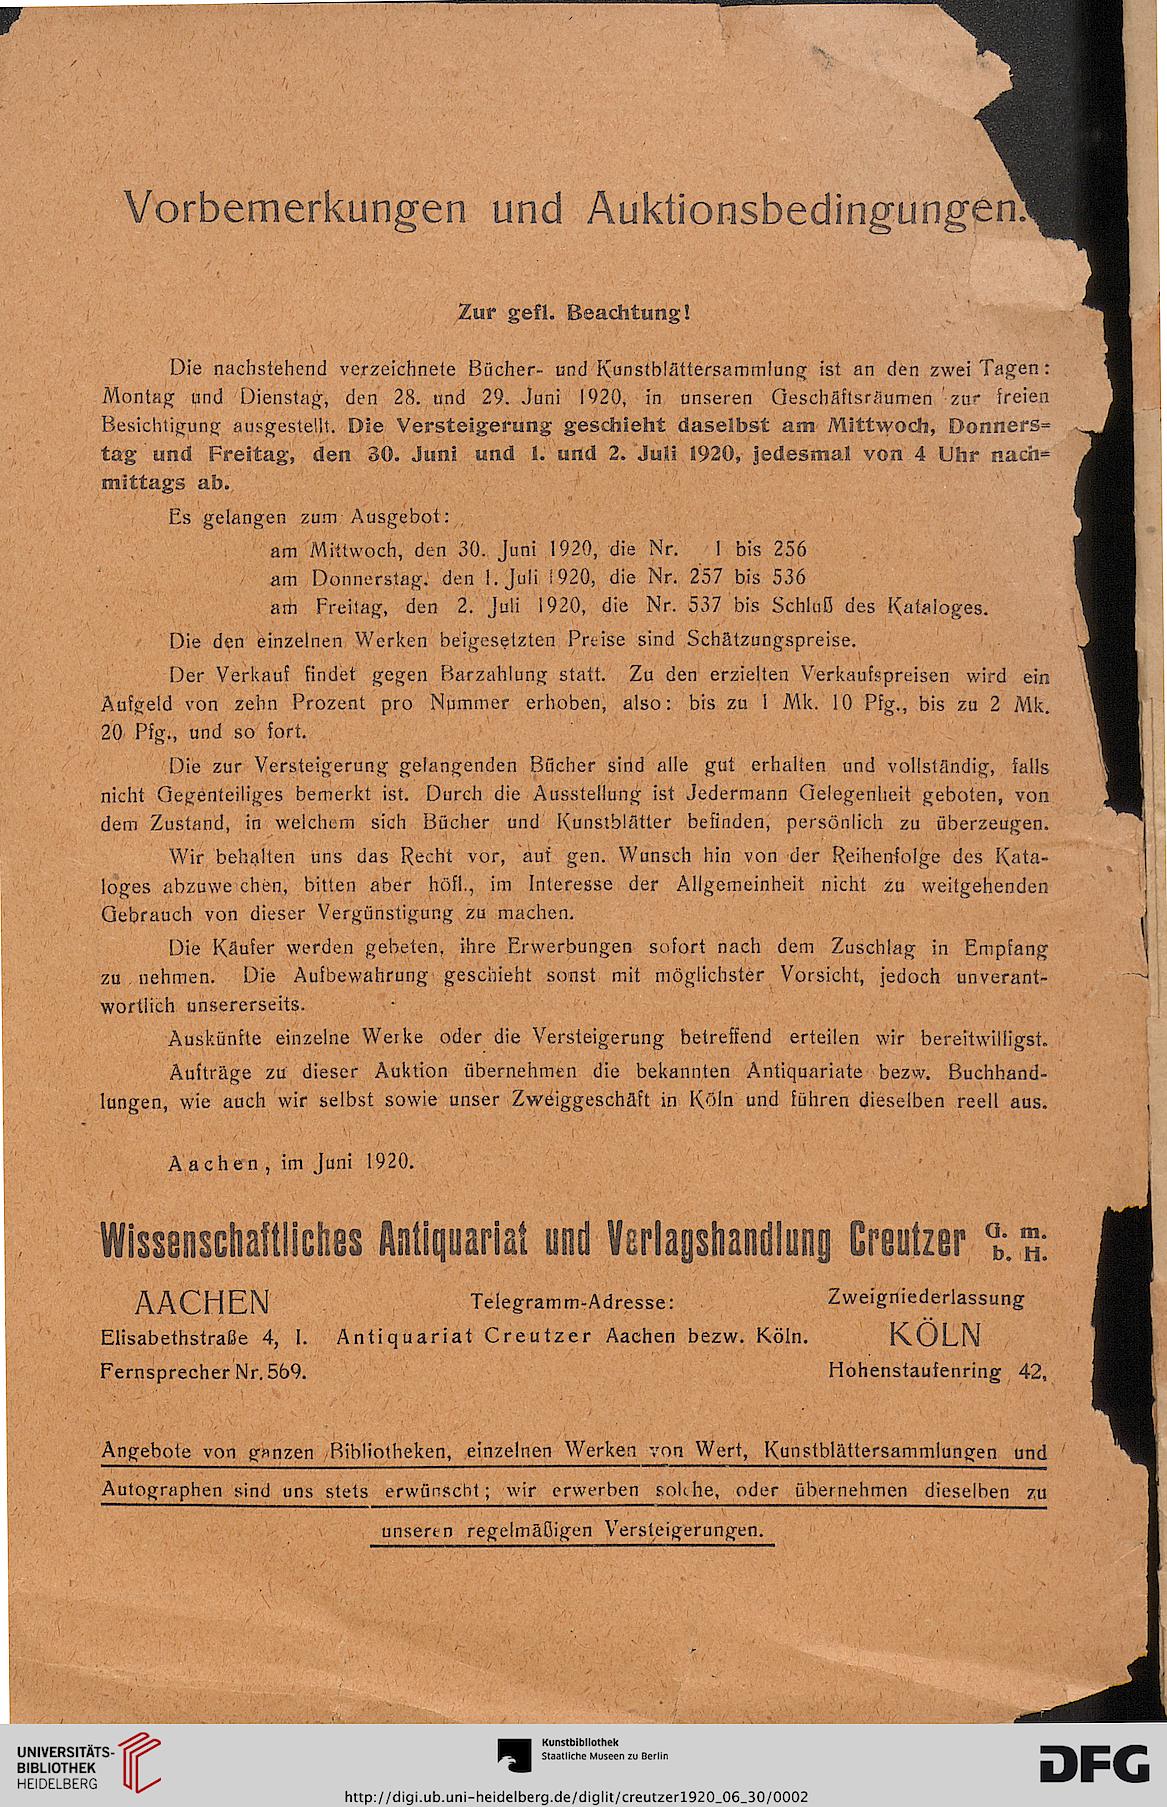 Vorbemerkungen und Auktionsbedingungen.
Zur gefl. Beachtung!
Die nachstehend verzeichnete Bücher- und Kunstblättersammlung ist an den zwei Tagen:
Montag und Dienstag, den 28. und 29. Juni 1920, in unseren Geschäftsräumen zur freien
Besichtigung ausgestellt. Die Versteigerung geschieht daselbst am Mittwoch, Donners=
tag und Freitag, den 30. Juni und 1. und 2. Juli 1920, jedesmal von 4 Uhr nach=
mittags ab.
Es gelangen zum Ausgebot:
am Mittwoch, den 30. Juni 1920, die Nr. 1 bis 256
am Donnerstag, den 1. Juli 1920, die Nr. 257 bis 536
am Freitag, den 2. Juli 1920, die Nr. 537 bis Schluß des Kataloges.
Die den einzelnen Werken beigesetzten Preise sind Schätzungspreise.
Der Verkauf findet gegen Barzahlung statt. Zu den erzielten Verkaufspreisen wird ein
Aufgeld von zehn Prozent pro Nummer erhoben, also: bis zu 1 Mk. 10 Pfg., bis zu 2 Mk.
20 Pfg., und so fort.
Die zur Versteigerung gelangenden Bücher sind alle gut erhalten und vollständig, falls
nicht Gegenteiliges bemerkt ist. Durch die Ausstellung ist Jedermann Gelegenheit geboten, von
dem Zustand, in welchem sich Bücher und Kunstblätter befinden, persönlich zu überzeugen.
Wir behalten uns das Recht vor, auf gen. Wunsch hin von der Reihenfolge des Kata-
loges abzuwe chen, bitten aber höfl., im Interesse der Allgemeinheit nicht zu weitgehenden
Gebrauch von dieser Vergünstigung zu machen.
Die Käufer werden gebeten, ihre Erwerbungen sofort nach dem Zuschlag in Empfang
zu nehmen. Die Aufbewahrung geschieht sonst mit möglichster Vorsicht, jedoch unverant-
wortlich unsererseits.
Auskünfte einzelne Werke oder die Versteigerung betreffend erteilen wir bereitwilligst.
Aufträge zu dieser Auktion übernehmen die bekannten Antiquariate bezw. Buchhand-
lungen, wie auch wir selbst sowie unser Zweiggeschäft in Köln und führen dieselben reell aus.
Aachen, im Juni 1920.
Wissenschaftliches Antiquariat und Verlagshandlung Creutzer G. m. b. H.
AACHEN Telegramm-Adresse: Zweigniederlassung
Elisabethstraße 4, I. Antiquariat Creutzer Aachen bezw. Köln. KÖLN
Fernsprecher Nr. 569. Hohenstaufenring 42,
Angebote von ganzen Bibliotheken, einzelnen Werken von Wert, Kunstblättersammlungen und
Autographen sind uns stets erwünscht; wir erwerben solche, oder übernehmen dieselben zu
unseren regelmäßigen Versteigerungen.
UNIVERSITÄTS-
BIBLIOTHEK
HEIDELBERG
Kunstbibliothek
Staatliche Museen zu Berlin
DFG
http://digi.ub.uni-heidelberg.de/diglit/creutzer1920_06_30/0002